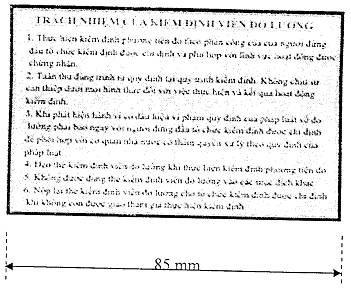 TRÁCH NHIỆM CỦA KIỂM ĐỊNH VIÊN ĐO LƯỜNG
1. Thực hiện kiểm định phương tiện đo theo phân công của của người đứng
đầu tổ chức kiểm định được chỉ định và phù hợp với lĩnh vực hoạt động được
chứng nhận.
2. Tuân thủ đúng trình tự quy định tại quy trình kiểm định. Không chịu sự
can thiệp dưới mọi hình thức đối với việc thực hiện và kết quả hoạt động
kiểm định.
3. Khi phát hiện hành vi có dấu hiệu vi phạm quy định của pháp luật về đo
lường phải báo ngay với người đứng đầu tổ chức kiểm định được chỉ định
để phối hợp với cơ quan nhà nước có thẩm quyền xử lý theo quy định của
pháp luật.
4. Đeo thẻ kiểm định viên đo lường khi thực hiện kiểm định phương tiện đo
5. Không được dùng thẻ kiểm định viên đo lường vào các mục đích khác
6. Nộp lại thẻ kiểm định viên đo lường cho tổ chức kiểm định được chỉ định
khi không còn được giao tham gia thực hiện kiểm định
85 mm